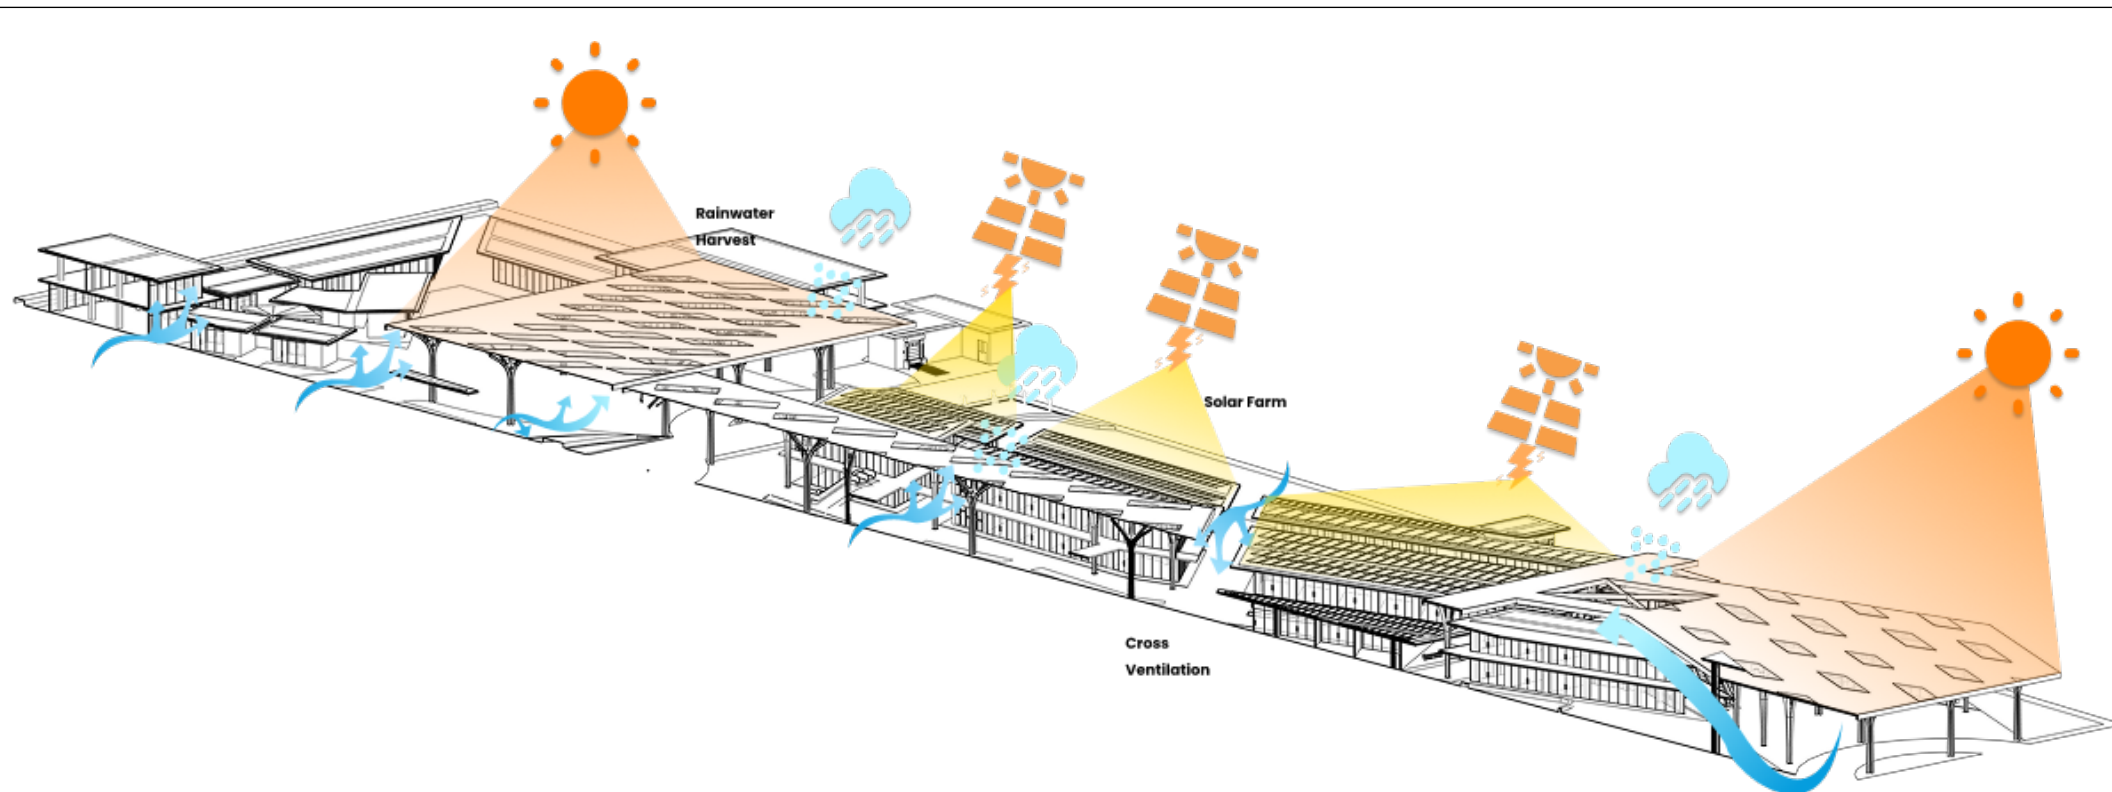 Rainwater
Harvest
Solar Farm
Cross
Ventilation